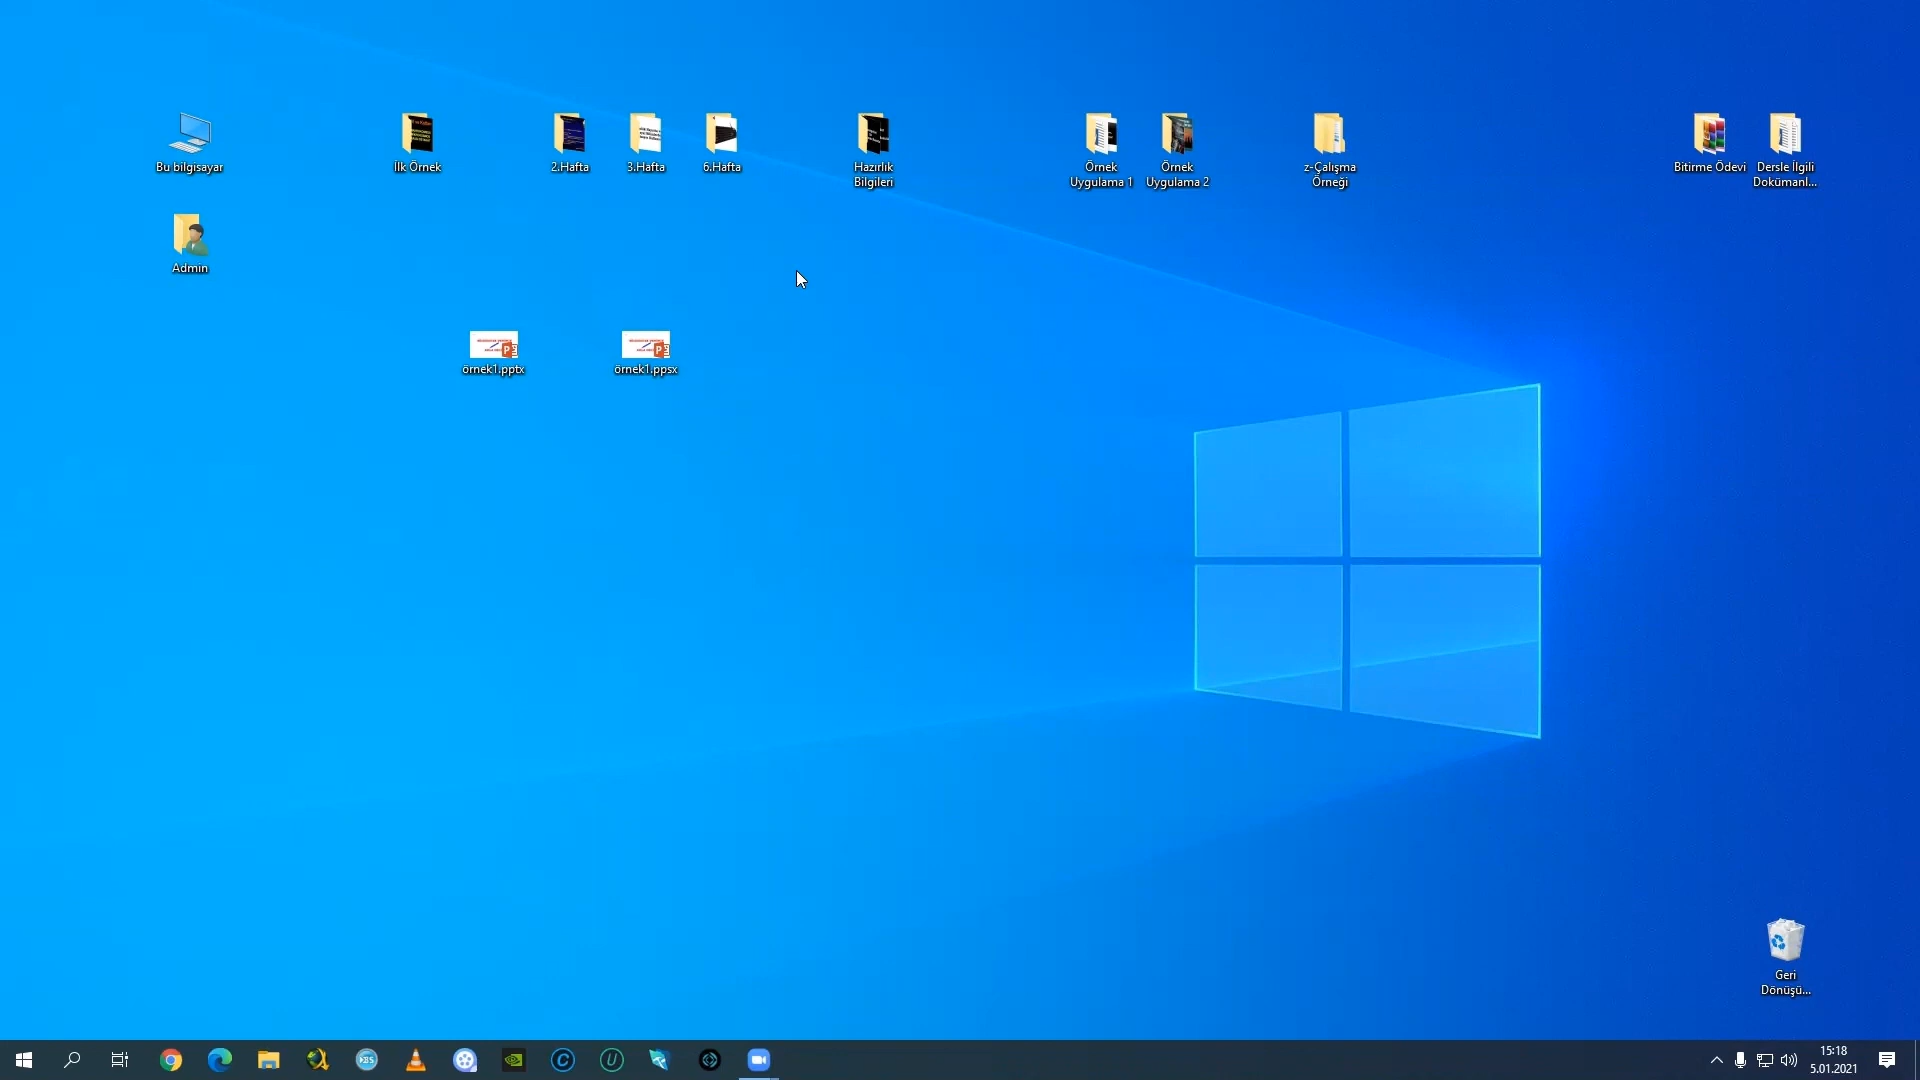 Bu bilgisayar
İlk Örnek
2.Hafta
3.Hafta
6.Hafta
Hazırlık
Bilgileri
Örnek
Uygulama 1
Örnek
Uygulama 2
z-Çalışma
Örneği
Bitirme Ödevi
Dersle İlgili
Dokümanl...
Admin
örnek1.pptx
örnek1.ppsx
Geri
Dönüşü...
15:18
5.01.2021